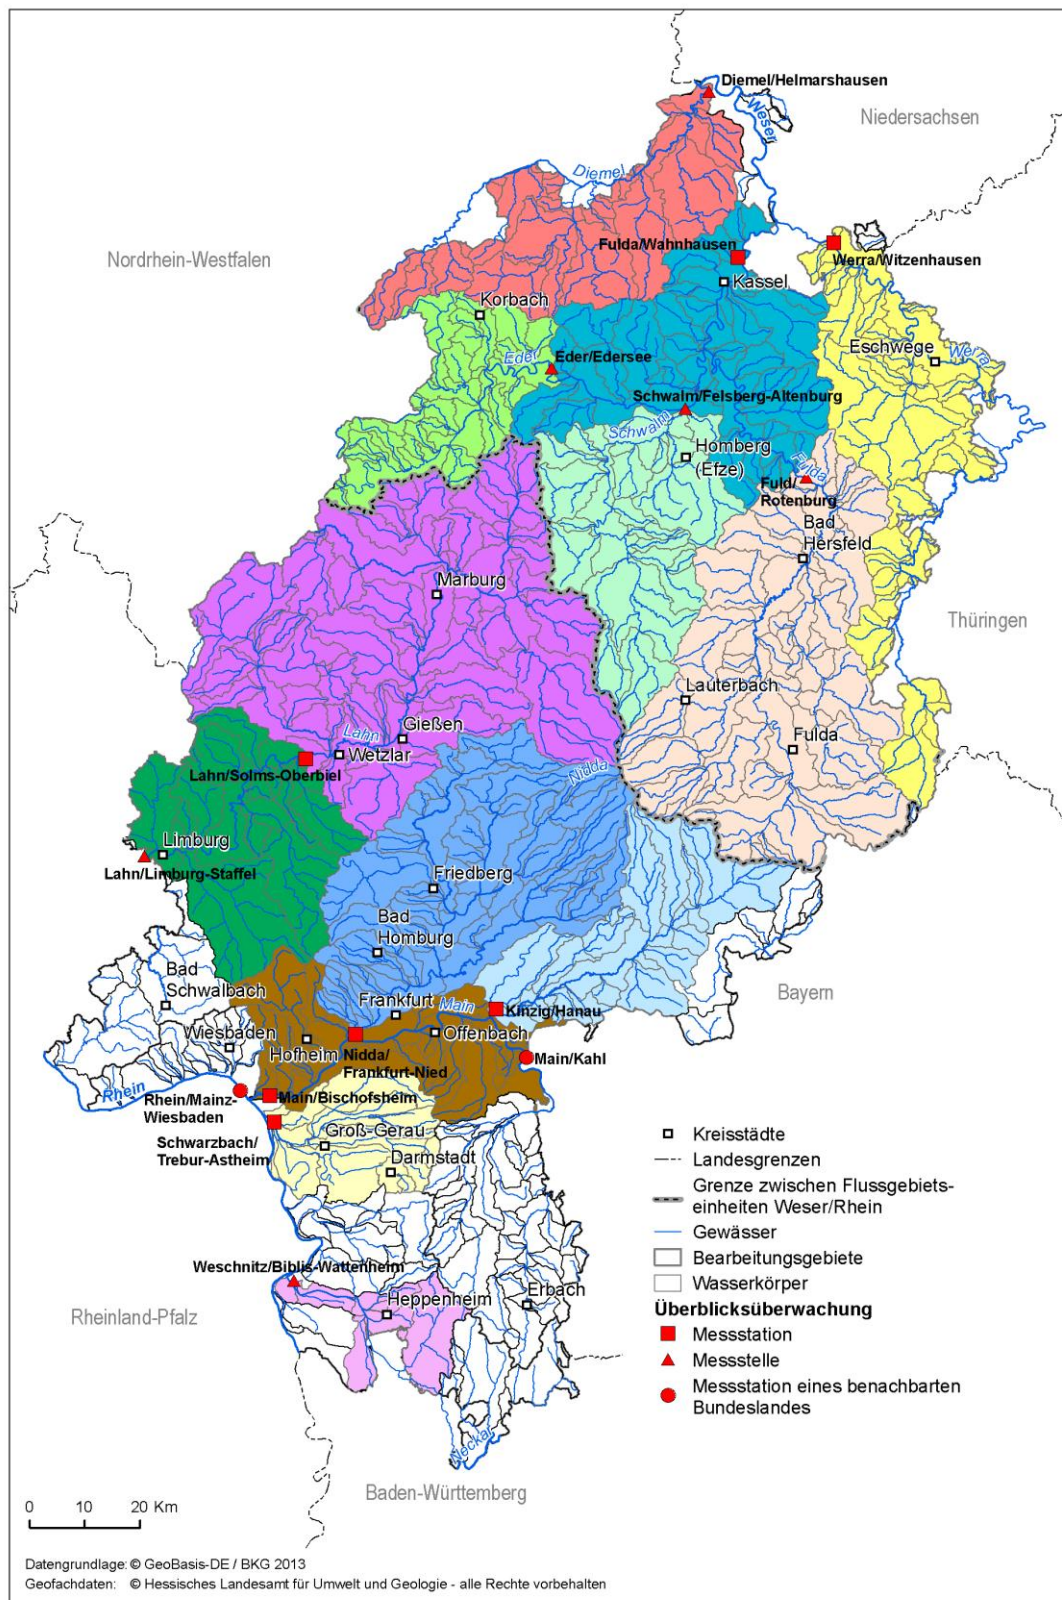 Diemel/Helmarshausen
Niedersachsen
Weser
Diemel
Nordrhein-Westfalen
Fulda/Wahnhausen
Werra/Witzenhausen
Kassel
Korbach
Eschwege
Werra
Eder
Eder/Edersee
Schwalm/Felsberg-Altenburg
Schwalm
Homberg
(Efze)
Fulda
Fuld/
Rotenburg
Bad
Hersfeld
Marburg
Thüringen
Lauterbach
Gießen
Lahn
Wetzlar
Fulda
Nidda
Lahn/Solms-Oberbiel
Limburg
Lahn/Limburg-Staffel
Friedberg
Bad
Homburg
Bad
Schwalbach
Bayern
Frankfurt
Main
Kinzig/Hanau
Wiesbaden
Hofheim
Offenbach
Nidda/
Frankfurt-Nied
Main/Kahl
Rhein
Rhein/Mainz-
Wiesbaden
Main/Bischofsheim
Schwarzbach/
Trebur-Astheim
Groß-Gerau
Darmstadt
Weschnitz/Biblis-Wattenheim
Heppenheim
Erbach
Rheinland-Pfalz
Neckar
Baden-Württemberg
Kreisstädte
Landesgrenzen
Grenze zwischen Flussgebiets-
einheiten Weser/Rhein
Gewässer
Bearbeitungsgebiete
Wasserkörper
Überblicksüberwachung
Messstation
Messstelle
Messstation eines benachbarten
Bundeslandes
0 10 20 Km
Datengrundlage: © GeoBasis-DE / BKG 2013
Geofachdaten: © Hessisches Landesamt für Umwelt und Geologie - alle Rechte vorbehalten